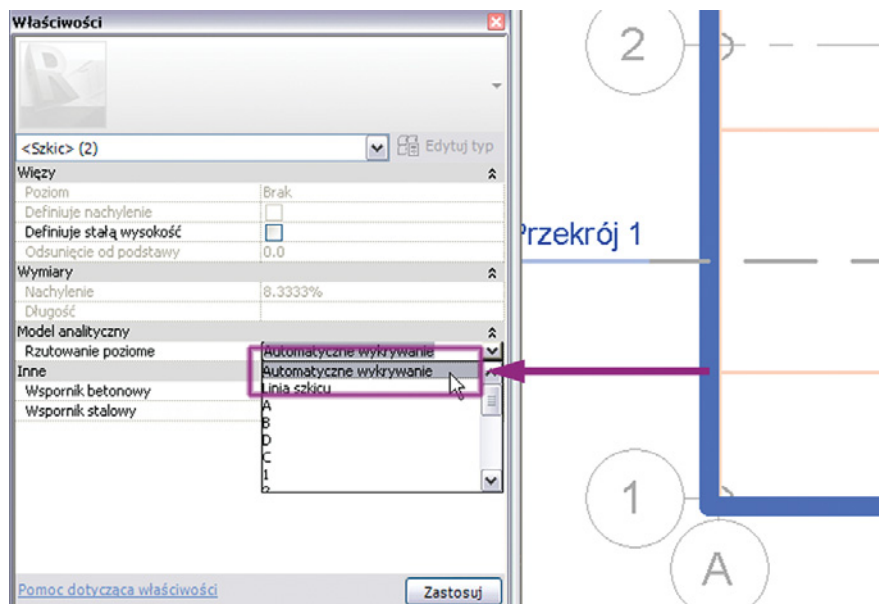 Właściwości
<Szkic> (2)
Edytuj typ
Więzy
Poziom Brak
Definiuje nachylenie
Definiuje stałą wysokość
Odsunięcie od podstawy 0.0
Wymiary
Nachylenie 8.3333%
Długość
Model analityczny
Rzutowanie poziome Automatyczne wykrywanie
Inne Automatyczne wykrywanie
Wspornik betonowy Linia szkicu
Wspornik stalowy A
B
D
C
1
Pomoc dotycząca właściwości
Zastosuj
2
Przekrój 1
1
A